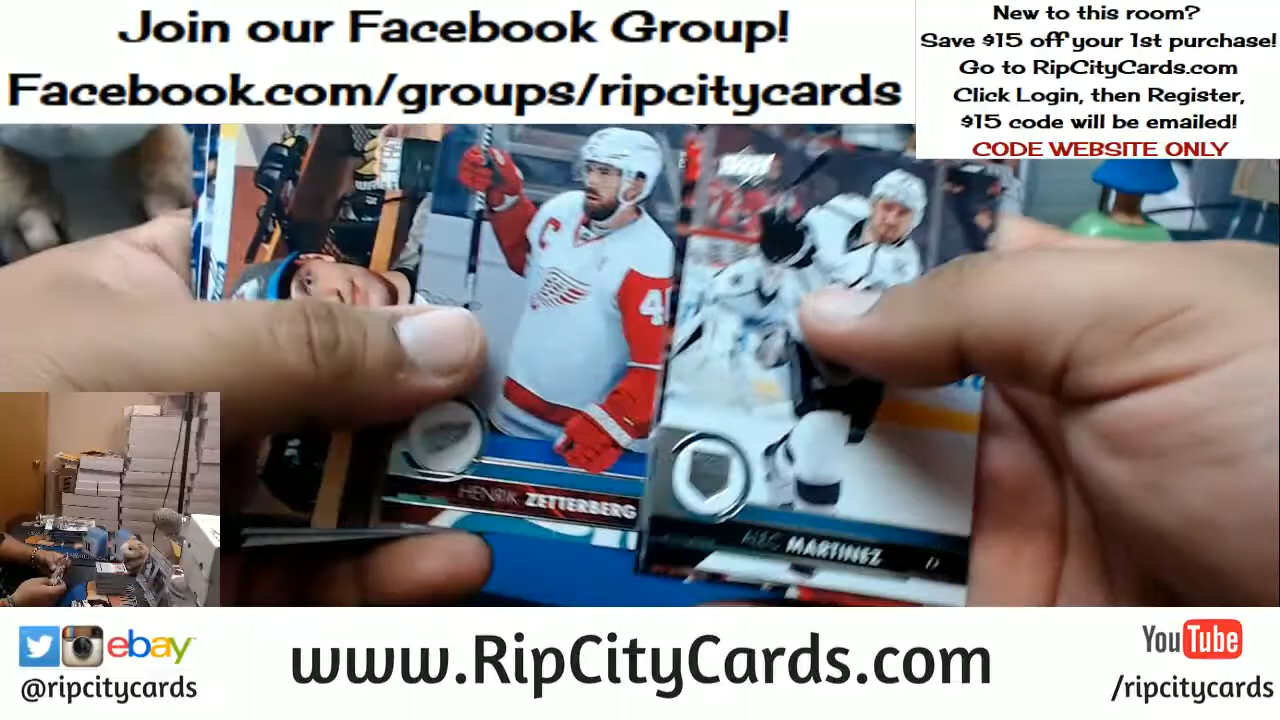 Join our Facebook Group!
Facebook.com/groups/ripcitycards
New to this room?
Save $15 off your 1st purchase!
Go to RipCityCards.com
Click Login, then Register,
$15 code will be emailed!
CODE WEBSITE ONLY
C
HENRIK ZETTERBERG
ALEC MARTINEZ
ebay
@ripcitycards
www.RipCityCards.com
YouTube
/ripcitycards